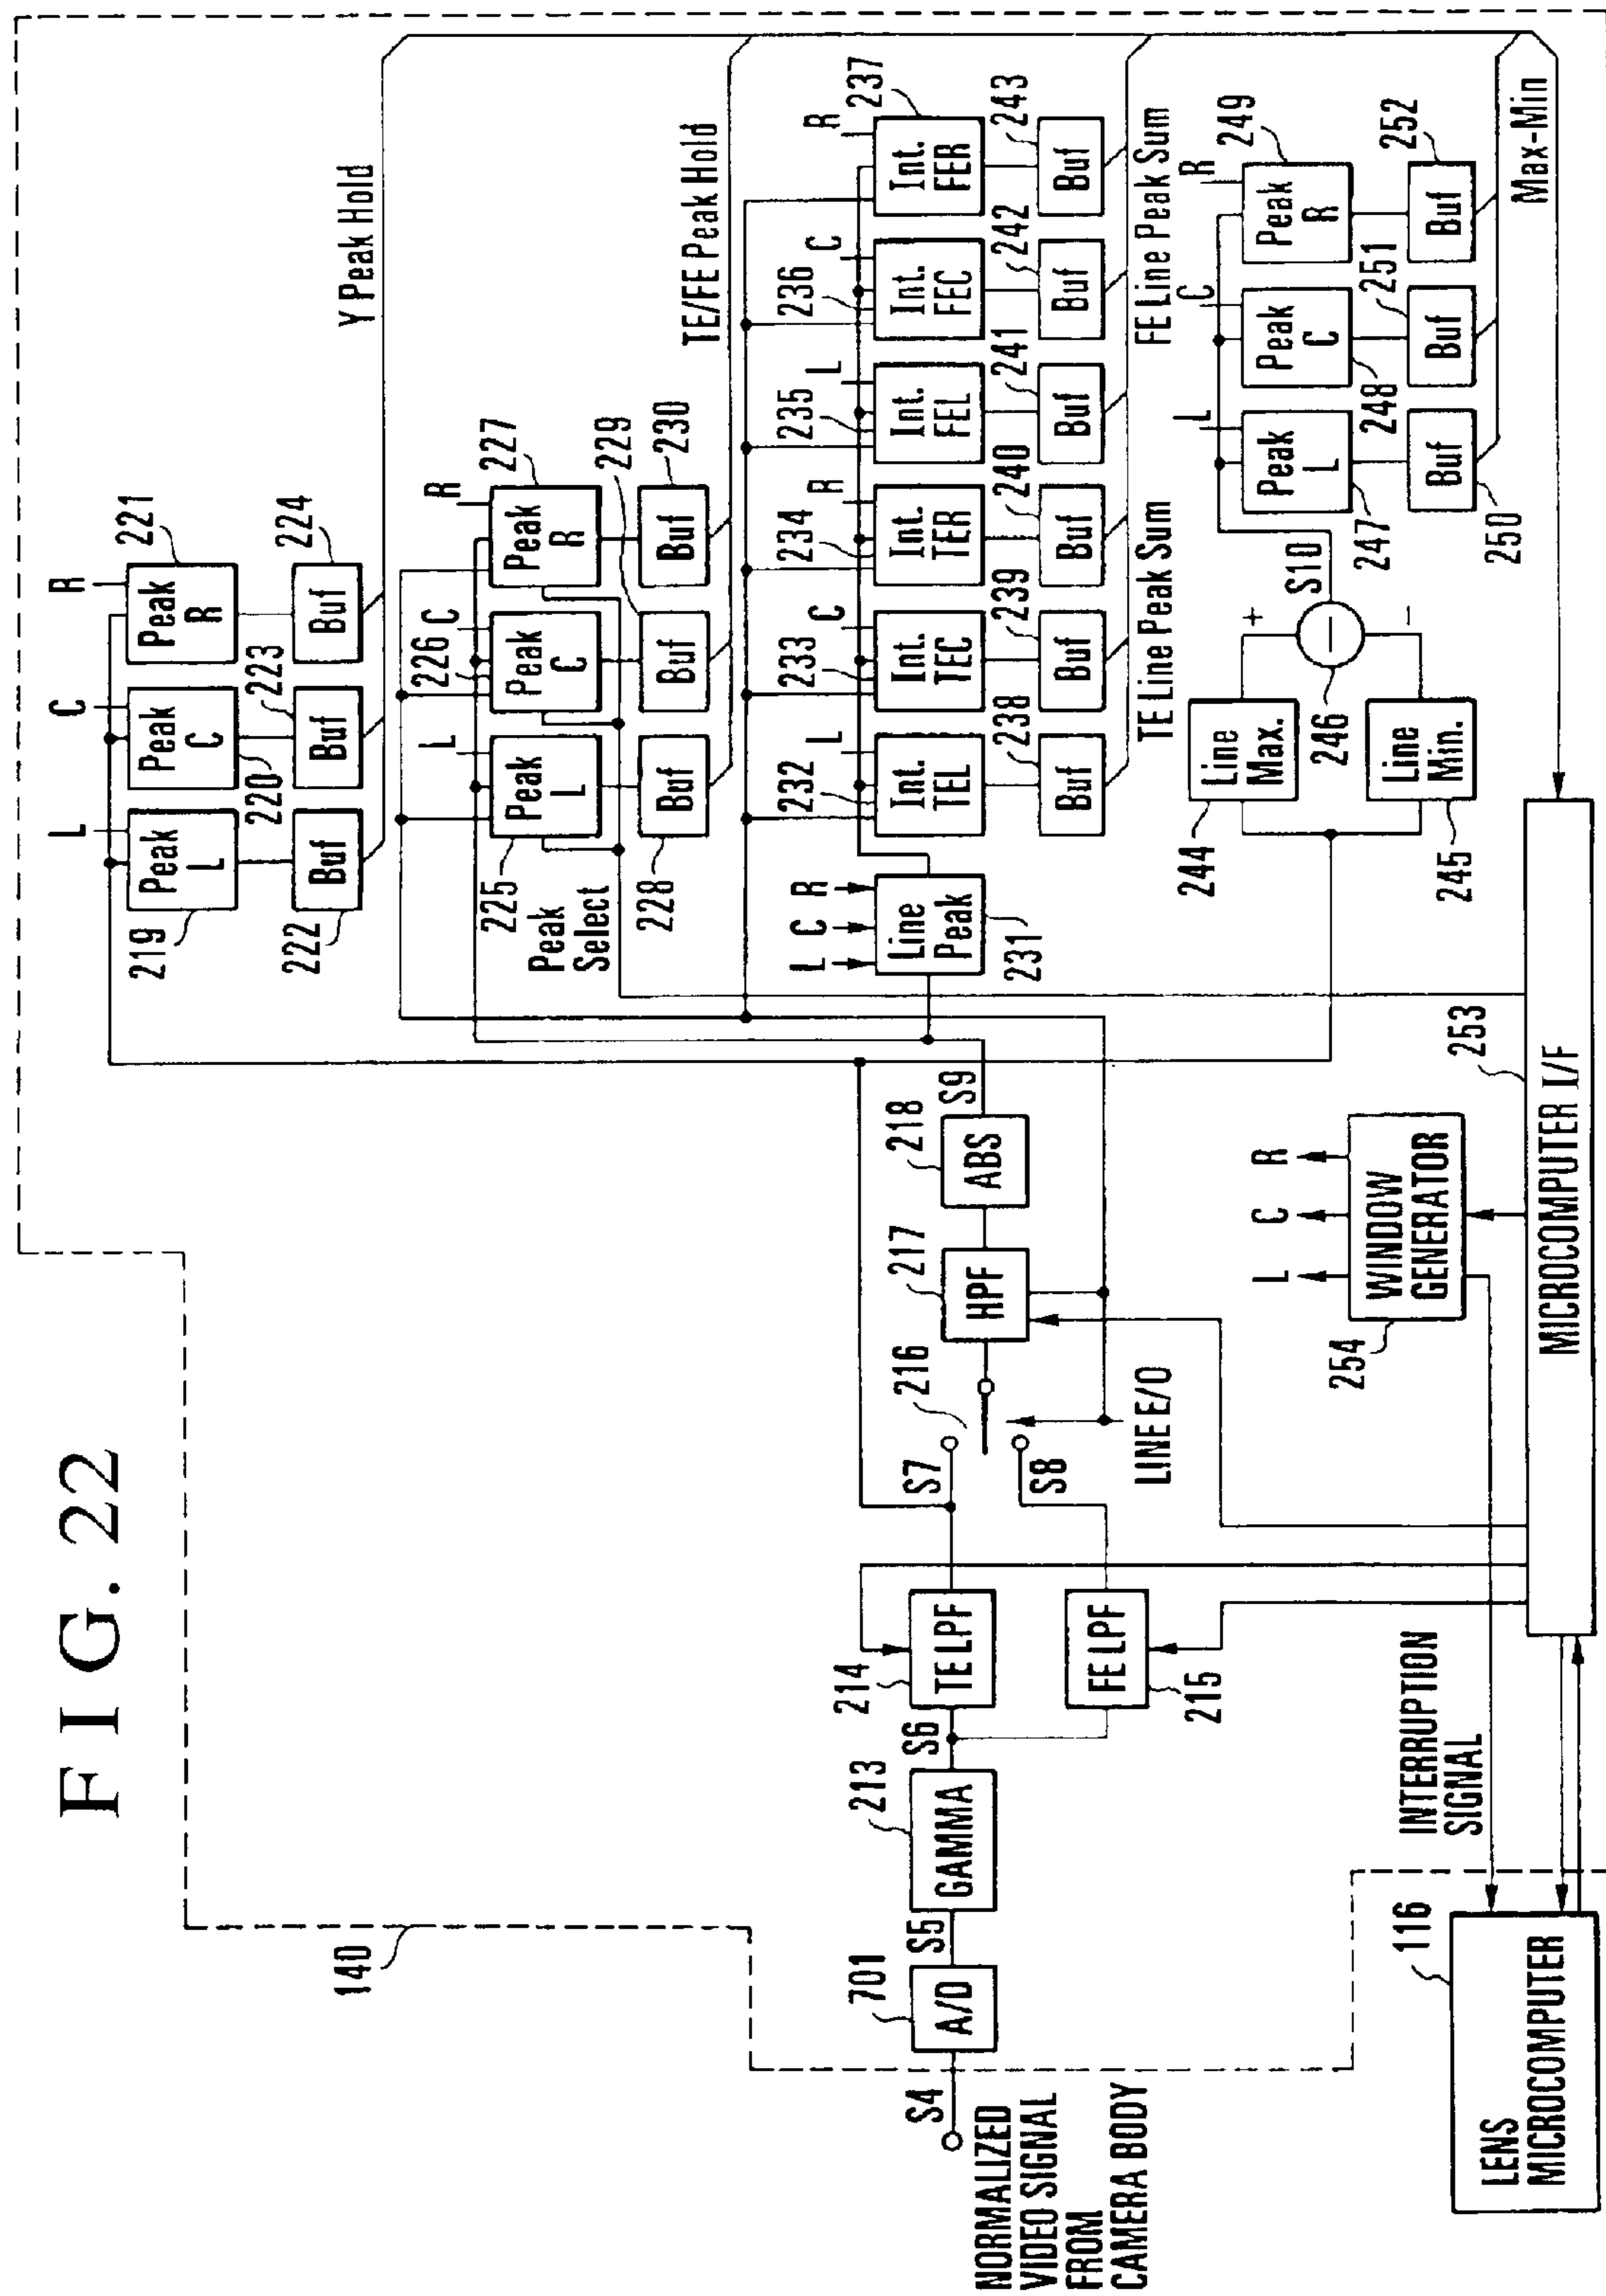 FIG. 22
140
NORMALIZED
VIDEO SIGNAL
FROM
CAMERA BODY
S4
701
A/D
S5
213
GAMMA
S6
214
TE LPF
FE LPF
215
S7
S8
216
LINE E/O
217
HPF
218
ABS
S9
L
C
R
219
Peak
L
220
Peak
C
221
Peak
R
222
Buf
223
Buf
224
Buf
Y Peak Hold
L
C
R
225
Peak
L
226
Peak
C
227
Peak
R
Peak
Select
228
Buf
229
Buf
230
Buf
TE/FE Peak Hold
L
C
R
Line
Peak
231
L
C
R
L
C
R
232
Int.
TEL
233
Int.
TEC
234
Int.
TER
235
Int.
FEL
236
Int.
FEC
237
Int.
FER
238
Buf
239
Buf
240
Buf
241
Buf
242
Buf
243
Buf
TE Line Peak Sum
FE Line Peak Sum
244
Line
Max.
Line
Min.
245
+
−
−
246
S10
L
C
R
Peak
L
247
Peak
C
248
Peak
R
249
Buf
250
Buf
251
Buf
252
Max-Min
L
C
R
WINDOW
GENERATOR
254
253
MICROCOMPUTER I/F
INTERRUPTION
SIGNAL
116
LENS
MICROCOMPUTER